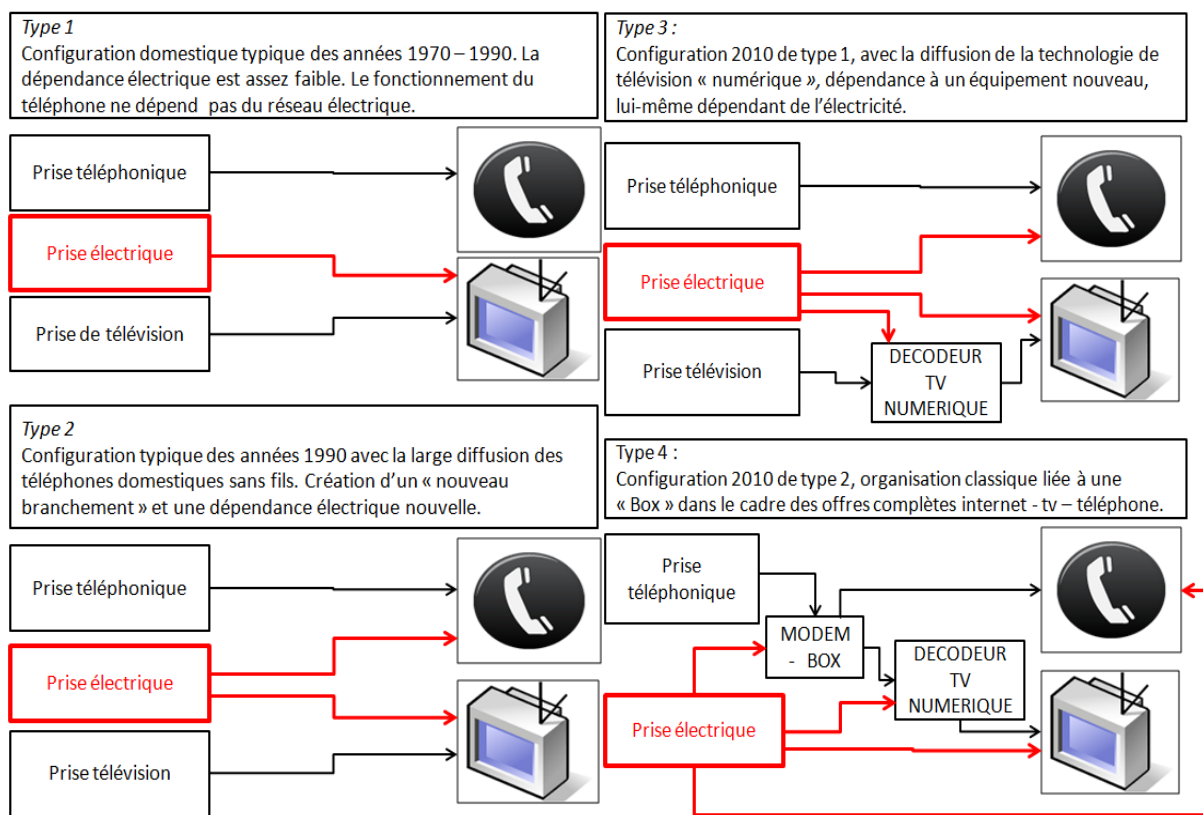 Type 1
Configuration domestique typique des années 1970 – 1990. La
dépendance électrique est assez faible. Le fonctionnement du
téléphone ne dépend pas du réseau électrique.
Prise téléphonique
Prise électrique
Prise de télévision
Type 2
Configuration typique des années 1990 avec la large diffusion des
téléphones domestiques sans fils. Création d’un « nouveau
branchement » et une dépendance électrique nouvelle.
Prise téléphonique
Prise électrique
Prise télévision
Type 3 :
Configuration 2010 de type 1, avec la diffusion de la technologie de
télévision « numérique », dépendance à un équipement nouveau,
lui-même dépendant de l’électricité.
Prise téléphonique
Prise électrique
Prise télévision
DECODEUR
TV
NUMERIQUE
Type 4 :
Configuration 2010 de type 2, organisation classique liée à une
« Box » dans le cadre des offres complètes internet - tv – téléphone.
Prise
téléphonique
MODEM
- BOX
DECODEUR
TV
NUMERIQUE
Prise électrique